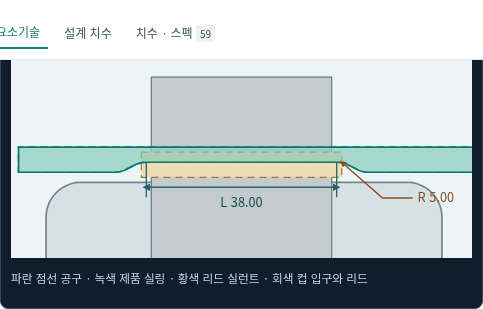 요소기술 설계 치수 치수 · 스펙 59
L 38.00
R 5.00
파란 점선 공구 · 녹색 제품 실링 · 황색 리드 실런트 · 회색 컵 입구와 리드